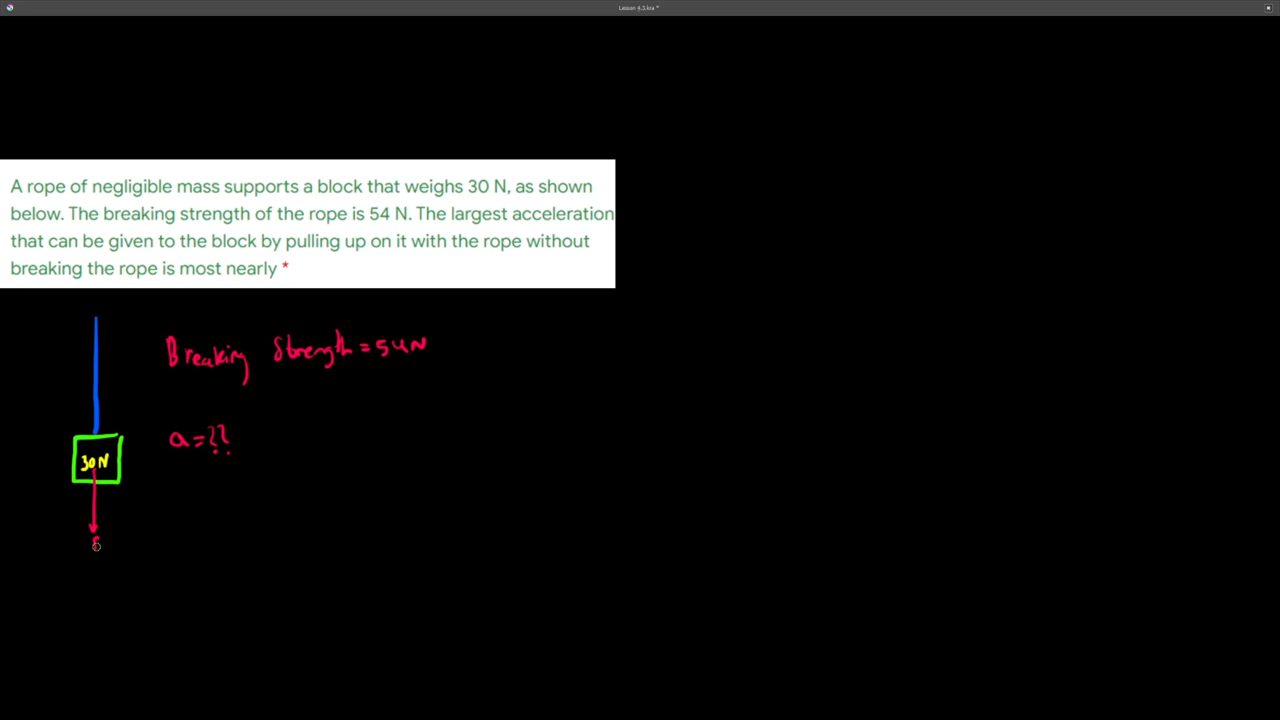 Lesson 4.3.kra *
A rope of negligible mass supports a block that weighs 30 N, as shown
below. The breaking strength of the rope is 54 N. The largest acceleration
that can be given to the block by pulling up on it with the rope without
breaking the rope is most nearly *
Breaking Strength = 54N
a = ??
30N